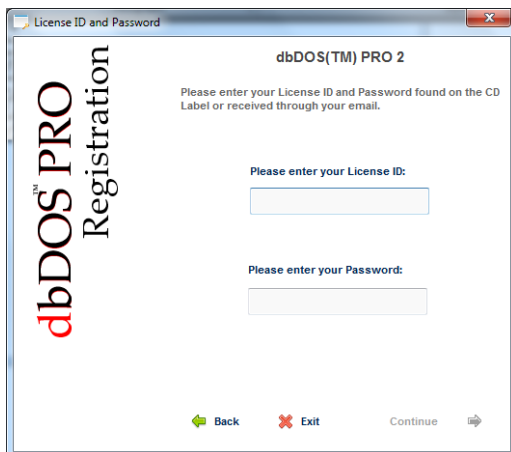 License ID and Password
dbDOS™ PRO
Registration
dbDOS(TM) PRO 2
Please enter your License ID and Password found on the CD
Label or received through your email.
Please enter your License ID:
Please enter your Password:
Back
Exit
Continue